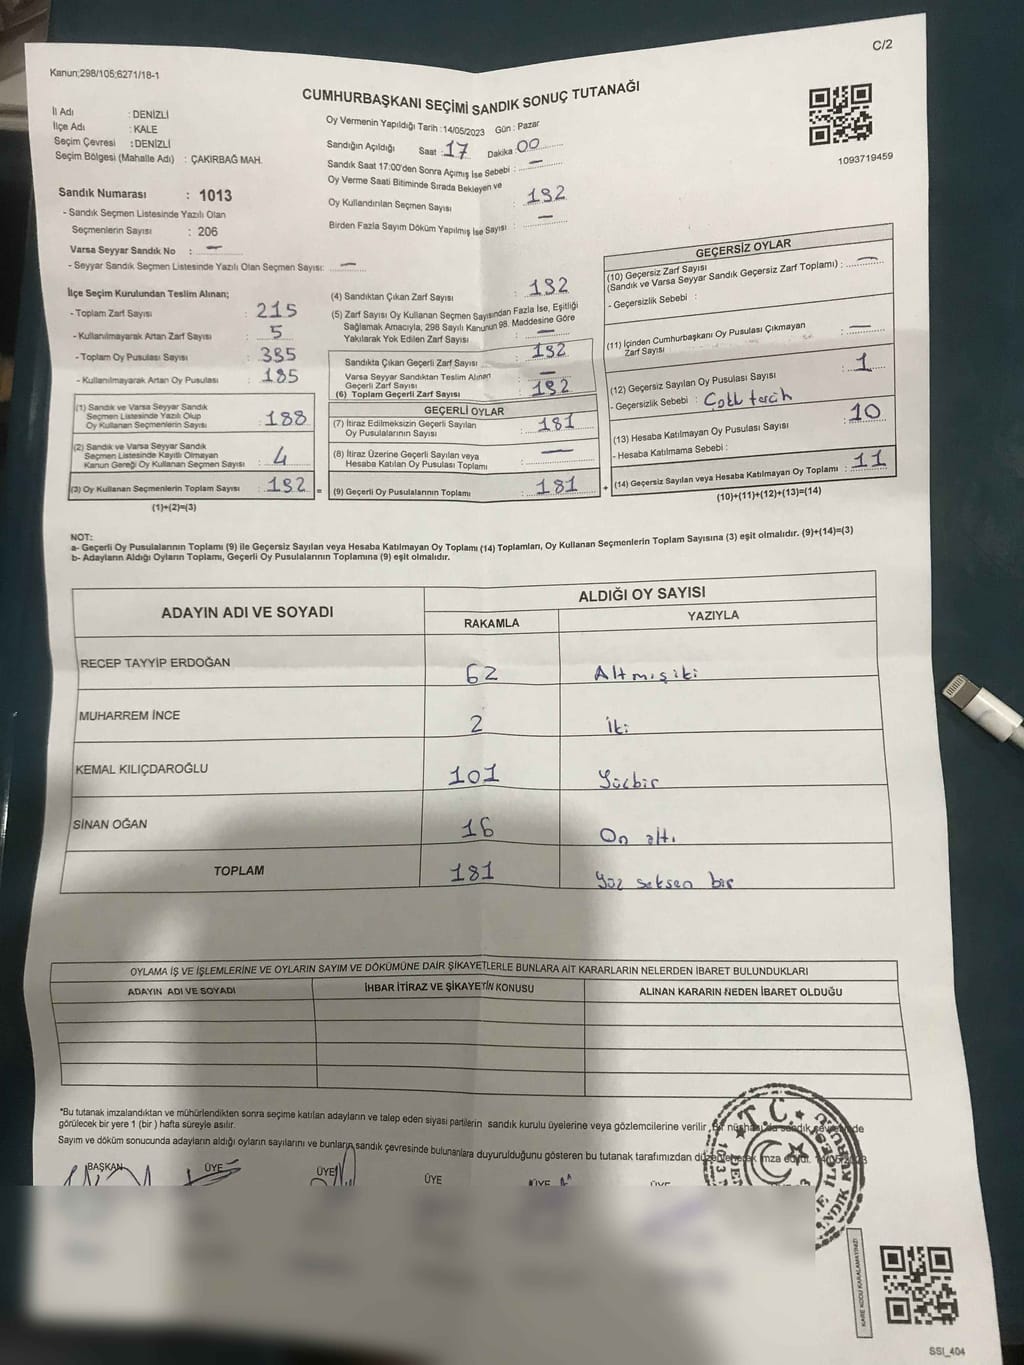 C/2
Kanun;298/105;6271/18-1
CUMHURBAŞKANI SEÇİMİ SANDIK SONUÇ TUTANAĞI
İl Adı : DENİZLİ
İlçe Adı : KALE
Seçim Çevresi : DENİZLİ
Seçim Bölgesi (Mahalle Adı) : ÇAKIRBAĞ MAH.
Oy Vermenin Yapıldığı Tarih : 14/05/2023 Gün : Pazar
Sandığın Açıldığı Saat : 17 Dakika : 00
Sandık Saat 17:00'den Sonra Açımış İse Sebebi : —
Oy Verme Saati Bitiminde Sırada Bekleyen ve
Oy Kullandırılan Seçmen Sayısı : 192
Birden Fazla Sayım Döküm Yapılmış İse Sayısı : —
1093719459
Sandık Numarası : 1013
- Sandık Seçmen Listesinde Yazılı Olan
Seçmenlerin Sayısı : 206
Varsa Seyyar Sandık No : —
- Seyyar Sandık Seçmen Listesinde Yazılı Olan Seçmen Sayısı: —
İlçe Seçim Kurulundan Teslim Alınan;
- Toplam Zarf Sayısı : 215
- Kullanılmayarak Artan Zarf Sayısı : 5
- Toplam Oy Pusulası Sayısı : 385
- Kullanılmayarak Artan Oy Pusulası : 185
(1) Sandık ve Varsa Seyyar Sandık
Seçmen Listesinde Yazılı Olup
Oy Kullanan Seçmenlerin Sayısı : 188
(2) Sandık ve Varsa Seyyar Sandık
Seçmen Listesinde Kayıtlı Olmayan
Kanun Gereği Oy Kullanan Seçmen Sayısı : 4
(3) Oy Kullanan Seçmenlerin Toplam Sayısı : 192 =
(1)+(2)=(3)
(4) Sandıktan Çıkan Zarf Sayısı : 192
(5) Zarf Sayısı Oy Kullanan Seçmen Sayısından Fazla İse, Eşitliği
Sağlamak Amacıyla, 298 Sayılı Kanunun 98. Maddesine Göre
Yakılarak Yok Edilen Zarf Sayısı : —
Sandıkta Çıkan Geçerli Zarf Sayısı : 192
Varsa Seyyar Sandıktan Teslim Alınan
Geçerli Zarf Sayısı : —
(6) Toplam Geçerli Zarf Sayısı : 192
GEÇERLİ OYLAR
(7) İtiraz Edilmeksizin Geçerli Sayılan
Oy Pusulalarının Sayısı : 181
(8) İtiraz Üzerine Geçerli Sayılan veya
Hesaba Katılan Oy Pusulası Toplamı : —
(9) Geçerli Oy Pusulalarının Toplamı : 181 +
GEÇERSİZ OYLAR
(10) Geçersiz Zarf Sayısı
(Sandık ve Varsa Seyyar Sandık Geçersiz Zarf Toplamı) : —
- Geçersizlik Sebebi :
(11) İçinden Cumhurbaşkanı Oy Pusulası Çıkmayan
Zarf Sayısı : —
(12) Geçersiz Sayılan Oy Pusulası Sayısı : 1
- Geçersizlik Sebebi : Çoklu tercih
(13) Hesaba Katılmayan Oy Pusulası Sayısı : 10
- Hesaba Katılmama Sebebi :
(14) Geçersiz Sayılan veya Hesaba Katılmayan Oy Toplamı : 11
(10)+(11)+(12)+(13)=(14)
NOT:
a- Geçerli Oy Pusulalarının Toplamı (9) ile Geçersiz Sayılan veya Hesaba Katılmayan Oy Toplamı (14) Toplamları, Oy Kullanan Seçmenlerin Toplam Sayısına (3) eşit olmalıdır. (9)+(14)=(3)
b- Adayların Aldığı Oyların Toplamı, Geçerli Oy Pusulalarının Toplamına (9) eşit olmalıdır.
ADAYIN ADI VE SOYADI ALDIĞI OY SAYISI
RAKAMLA YAZIYLA
RECEP TAYYİP ERDOĞAN 62 Altmışiki
MUHARREM İNCE 2 İki
KEMAL KILIÇDAROĞLU 101 Yüzbir
SİNAN OĞAN 16 On altı
TOPLAM 181 Yüz seksen bir
OYLAMA İŞ VE İŞLEMLERİNE VE OYLARIN SAYIM VE DÖKÜMÜNE DAİR ŞİKAYETLERLE BUNLARA AİT KARARLARIN NELERDEN İBARET BULUNDUKLARI
ADAYIN ADI VE SOYADI İHBAR İTİRAZ VE ŞİKAYETİN KONUSU ALINAN KARARIN NEDEN İBARET OLDUĞU
*Bu tutanak imzalandıktan ve mühürlendikten sonra seçime katılan adayların ve talep eden siyasi partilerin sandık kurulu üyelerine veya gözlemcilerine verilir, Bir nüshası da sandık çevresinde
görülecek bir yere 1 (bir) hafta süreyle asılır.
Sayım ve döküm sonucunda adayların aldığı oyların sayılarını ve bunların sandık çevresinde bulunanlara duyurulduğunu gösteren bu tutanak tarafımızdan düzenlenerek imza edildi. 14/05/2023
BAŞKAN ÜYE ÜYE ÜYE ÜYE ÜYE
T.C.
1013
KARE KODU KARALAMAYINIZ!
SSI_404